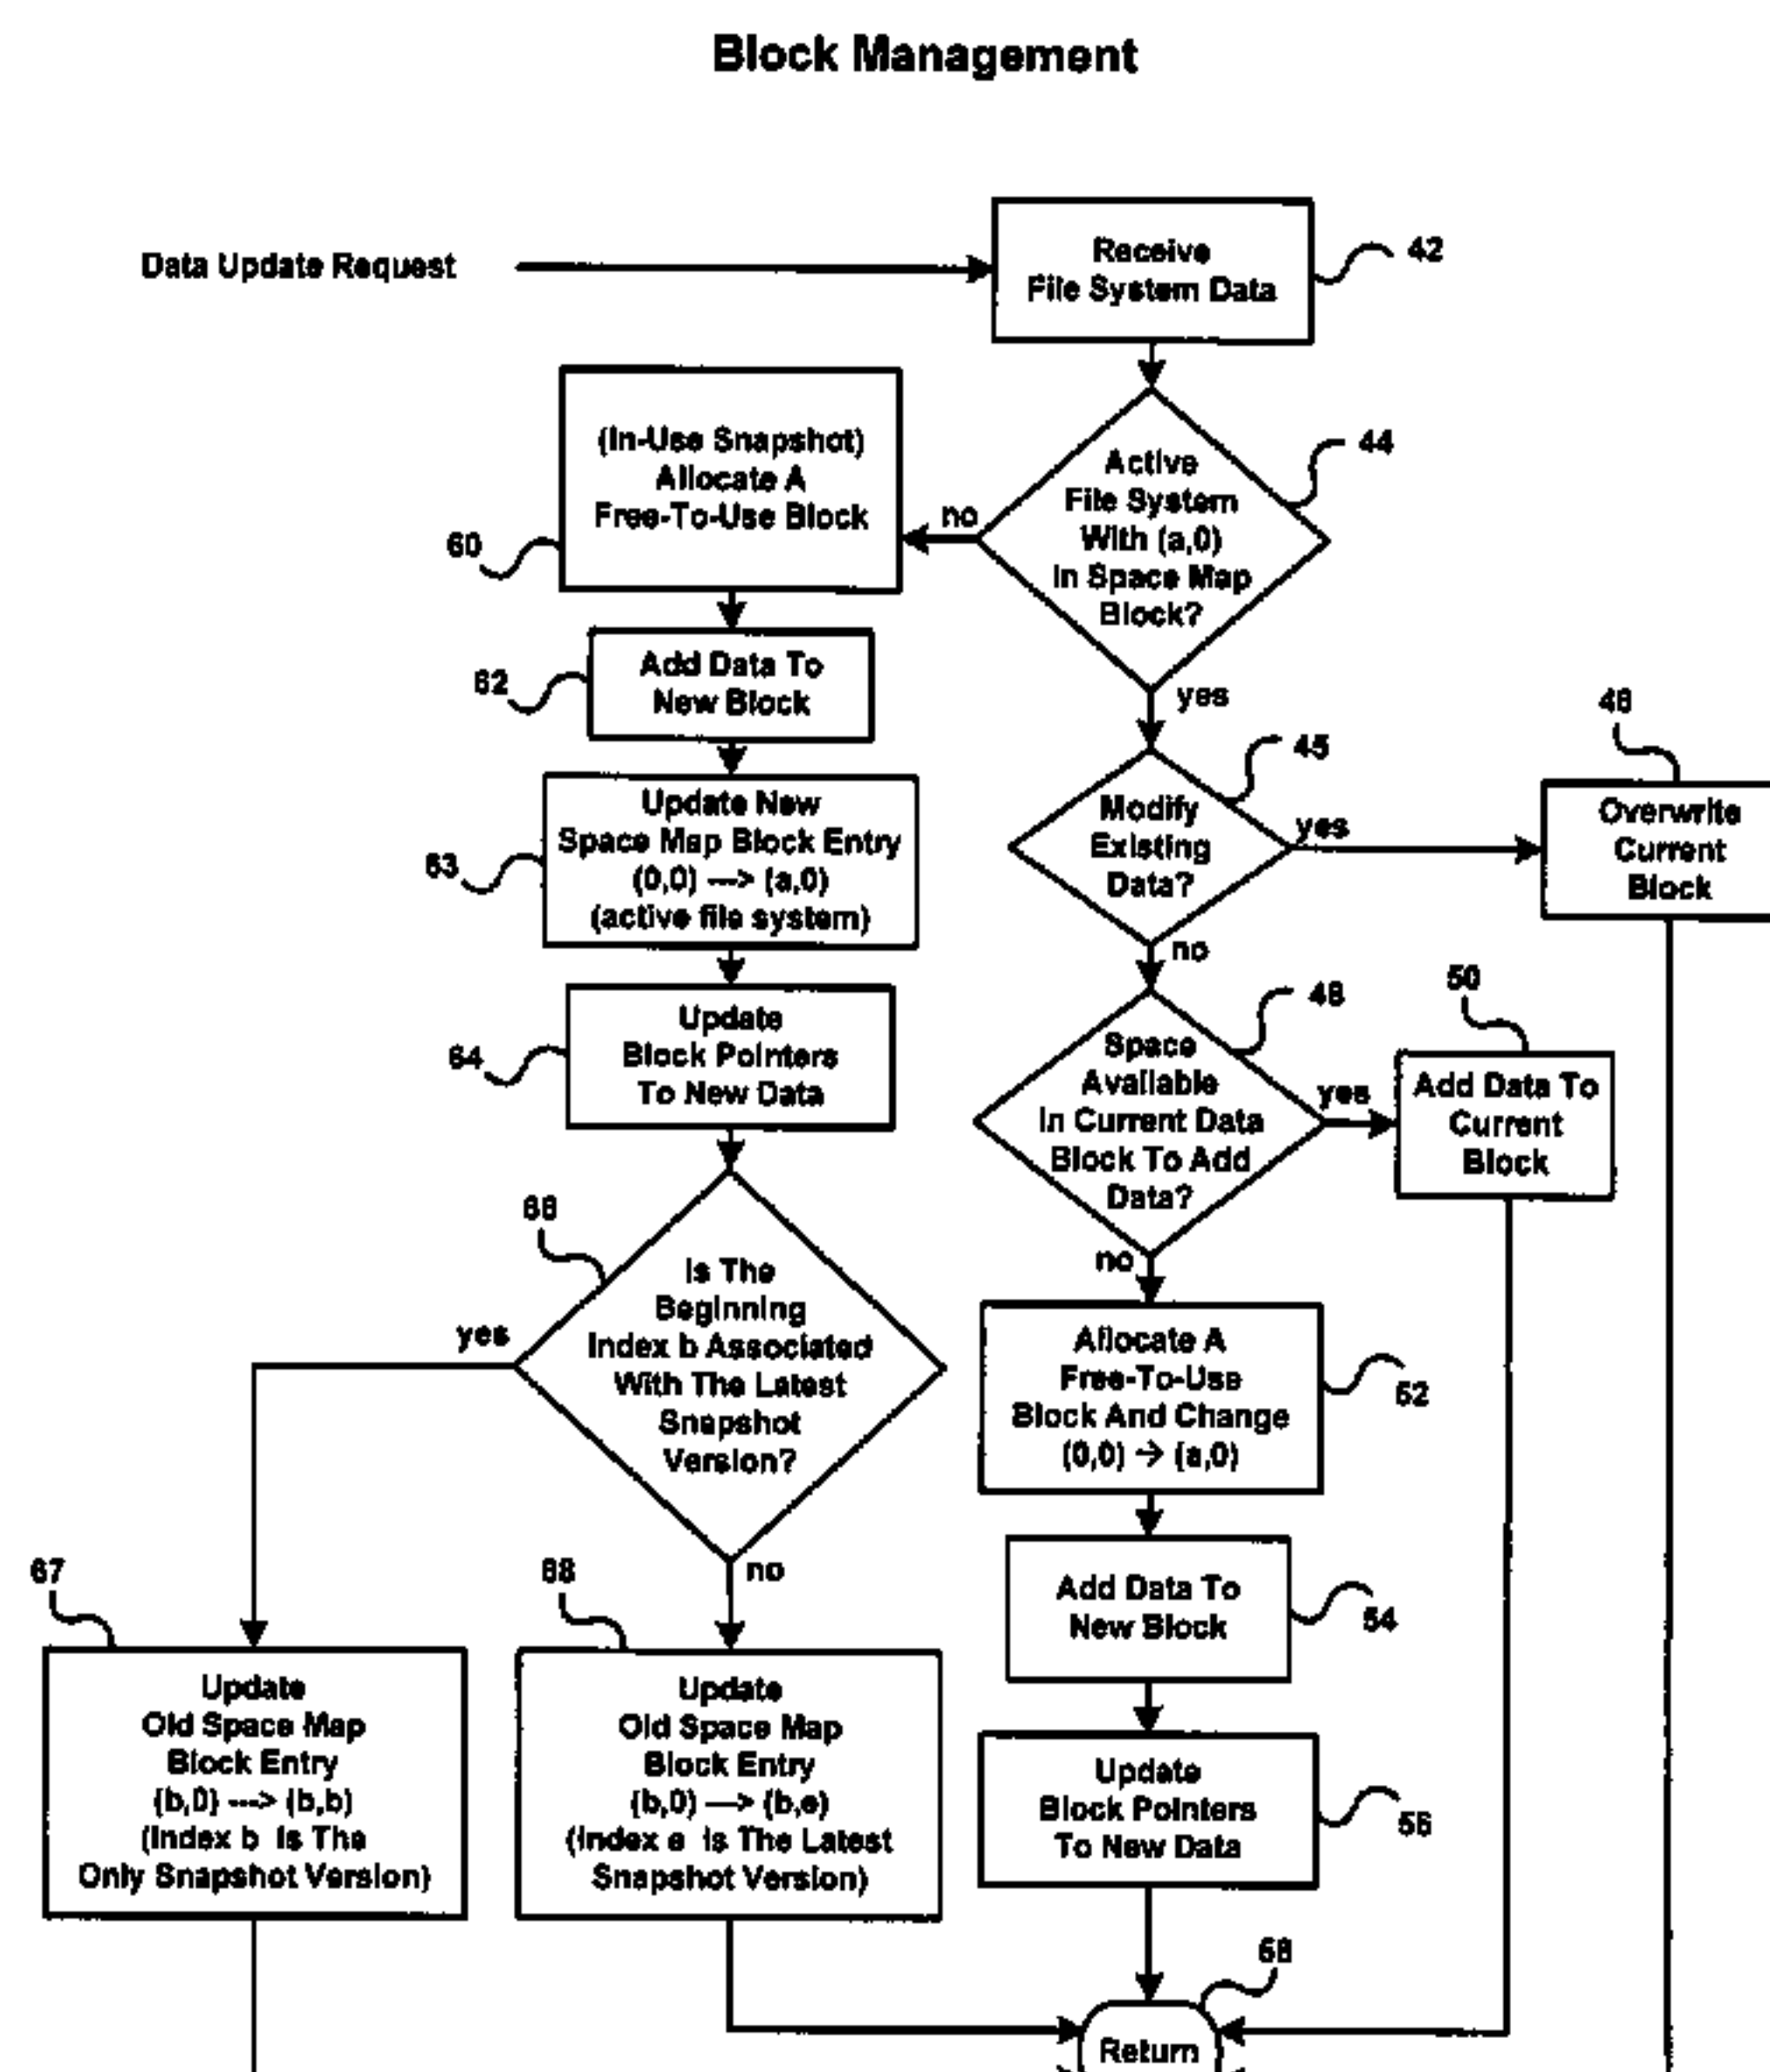 Block Management
Data Update Request
Receive
File System Data
42
Active
File System
With (a,0)
In Space Map
Block?
44
no
yes
(In-Use Snapshot)
Allocate A
Free-To-Use Block
60
Add Data To
New Block
62
Update New
Space Map Block Entry
(0,0) ---> (a,0)
(active file system)
63
Update
Block Pointers
To New Data
64
Is The
Beginning
Index b Associated
With The Latest
Snapshot
Version?
66
yes
no
Update
Old Space Map
Block Entry
(b,0) ---> (b,b)
(Index b Is The
Only Snapshot Version)
67
Update
Old Space Map
Block Entry
(b,0) ---> (b,e)
(Index e Is The Latest
Snapshot Version)
68
Modify
Existing
Data?
45
yes
no
Overwrite
Current
Block
46
Space
Available
In Current Data
Block To Add
Data?
48
yes
no
Add Data To
Current
Block
50
Allocate A
Free-To-Use
Block And Change
(0,0) → (a,0)
52
Add Data To
New Block
54
Update
Block Pointers
To New Data
56
Return
58